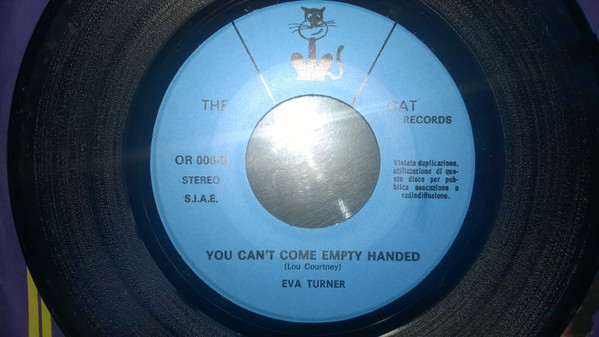 THE CAT
RECORDS
OR 006-B
STEREO
S.I.A.E.
Vietata duplicazione,
utilizzazione di que-
sto disco per pub-
blica esecuzione e
radiodiffusione.
YOU CAN'T COME EMPTY HANDED
(Lou Courtney)
EVA TURNER